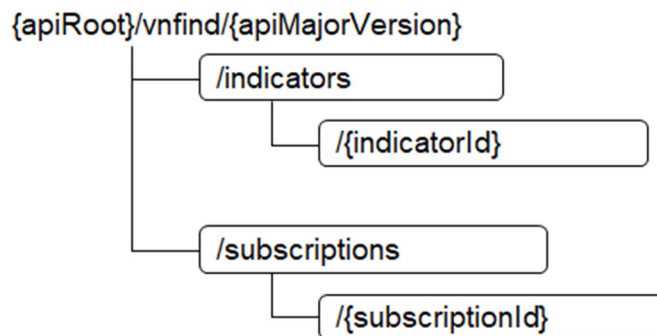 {apiRoot}/vnfind/{apiMajorVersion}
/indicators
/{indicatorId}
/subscriptions
/{subscriptionId}